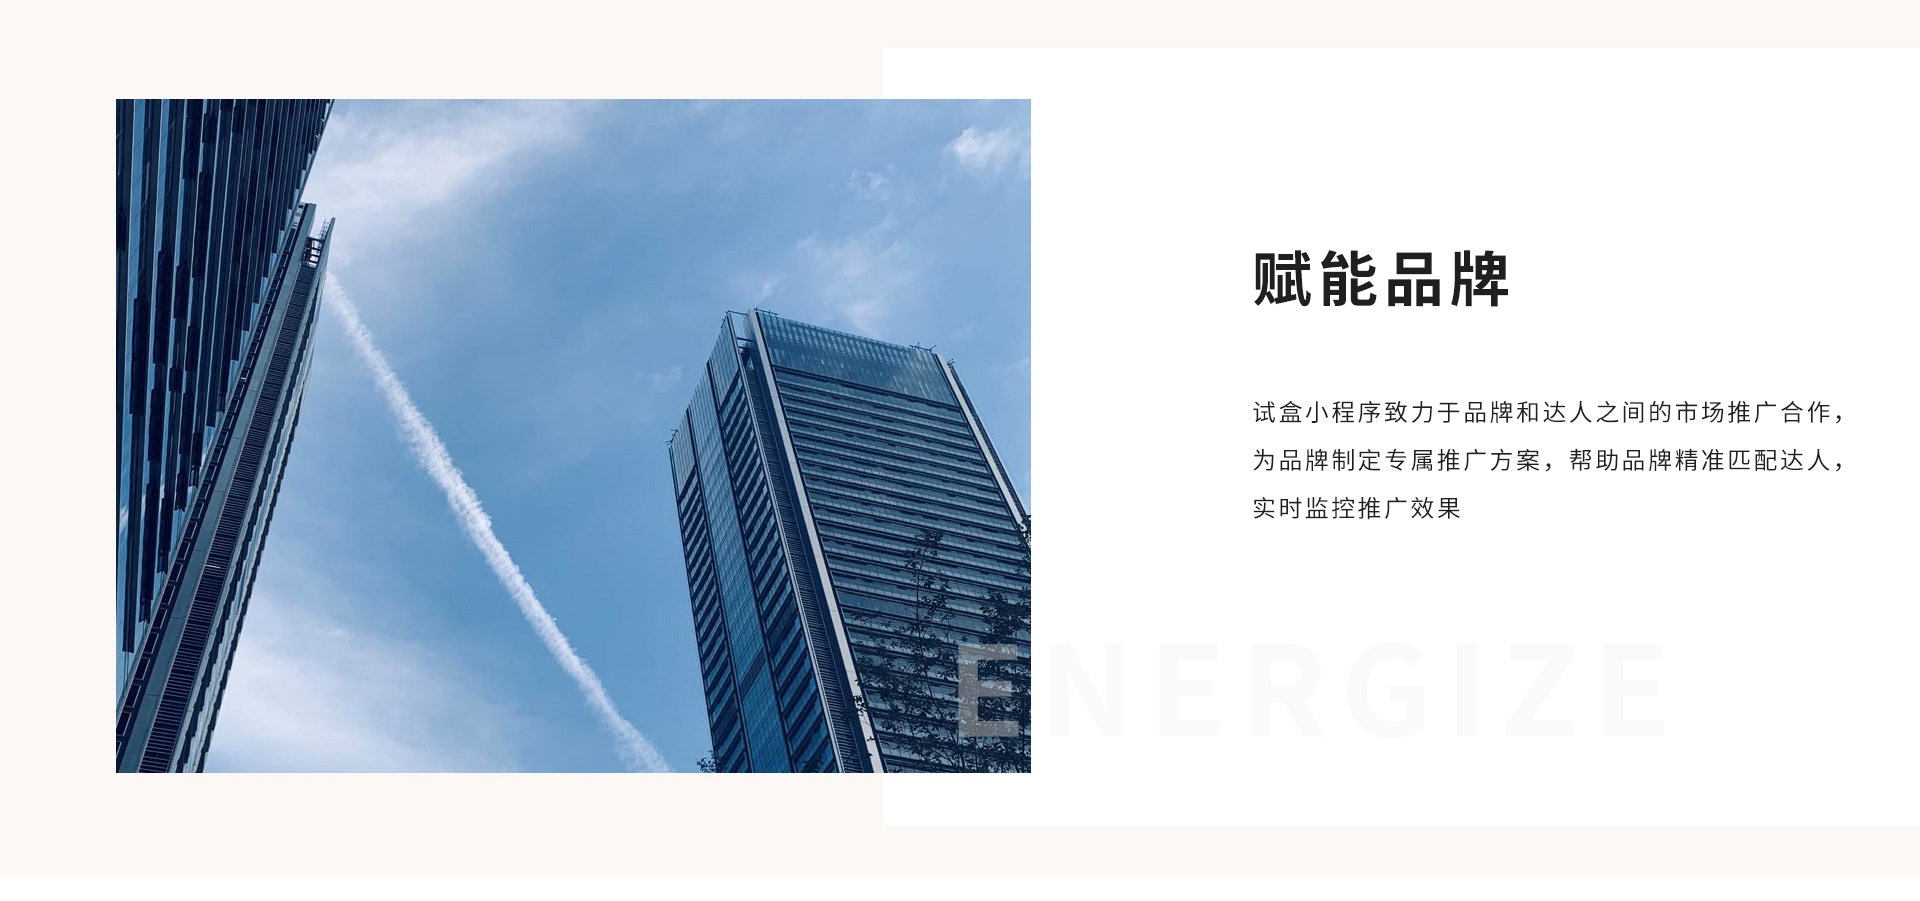 赋能品牌
试盒小程序致力于品牌和达人之间的市场推广合作，
为品牌制定专属推广方案，帮助品牌精准匹配达人，
实时监控推广效果
ENERGIZE